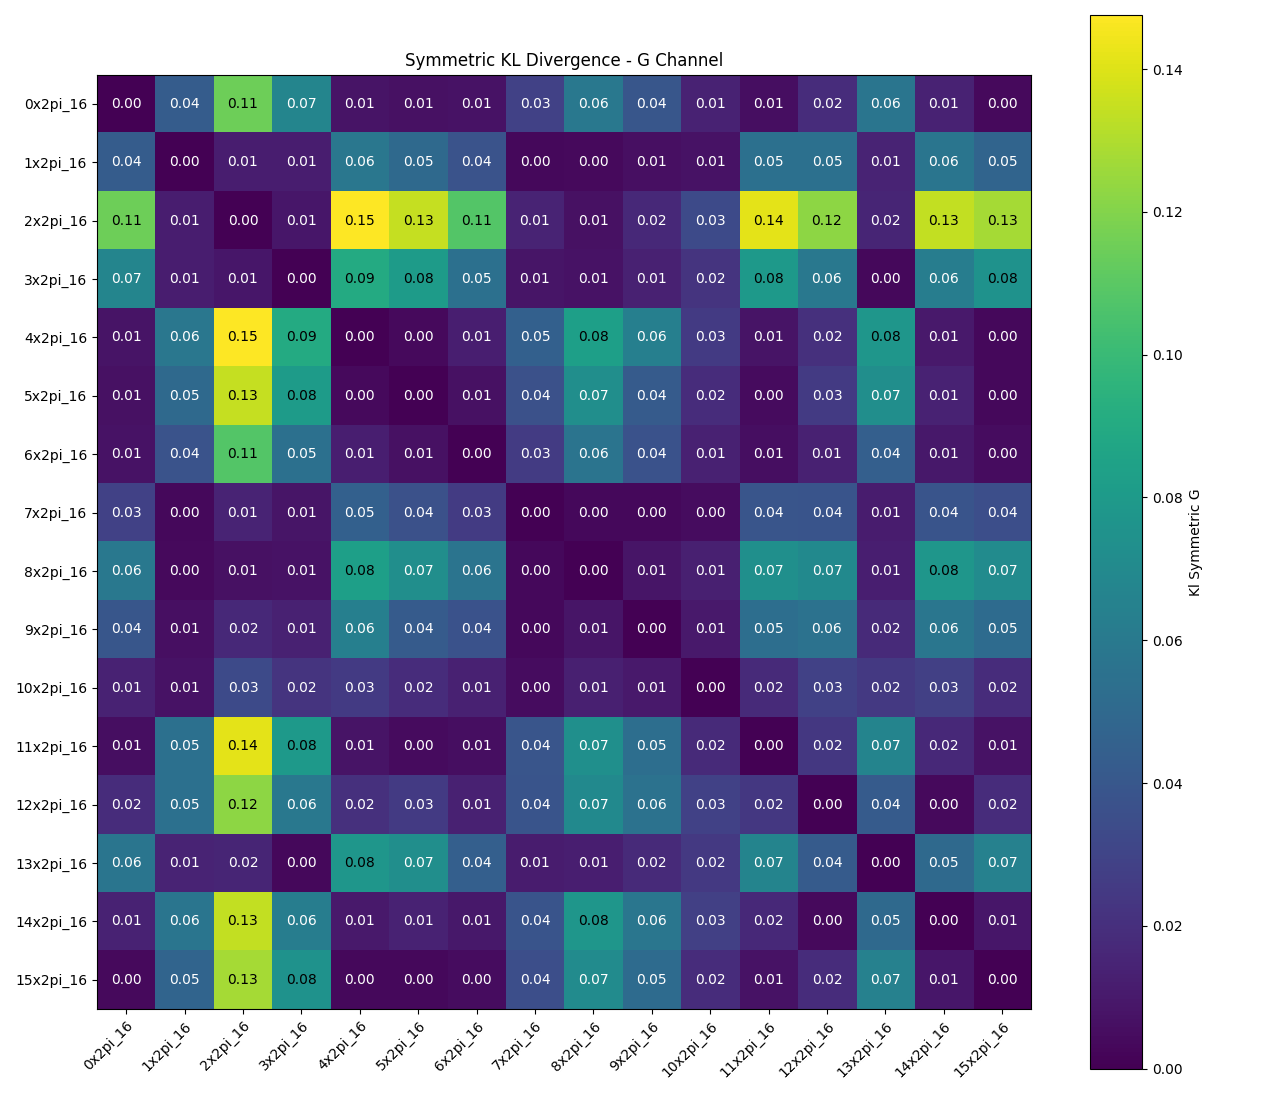 Symmetric KL Divergence - G Channel
0x2pi_16 0.00 0.04 0.11 0.07 0.01 0.01 0.01 0.03 0.06 0.04 0.01 0.01 0.02 0.06 0.01 0.00
1x2pi_16 0.04 0.00 0.01 0.01 0.06 0.05 0.04 0.00 0.00 0.01 0.01 0.05 0.05 0.01 0.06 0.05
2x2pi_16 0.11 0.01 0.00 0.01 0.15 0.13 0.11 0.01 0.01 0.02 0.03 0.14 0.12 0.02 0.13 0.13
3x2pi_16 0.07 0.01 0.01 0.00 0.09 0.08 0.05 0.01 0.01 0.01 0.02 0.08 0.06 0.00 0.06 0.08
4x2pi_16 0.01 0.06 0.15 0.09 0.00 0.00 0.01 0.05 0.08 0.06 0.03 0.01 0.02 0.08 0.01 0.00
5x2pi_16 0.01 0.05 0.13 0.08 0.00 0.00 0.01 0.04 0.07 0.04 0.02 0.00 0.03 0.07 0.01 0.00
6x2pi_16 0.01 0.04 0.11 0.05 0.01 0.01 0.00 0.03 0.06 0.04 0.01 0.01 0.01 0.04 0.01 0.00
7x2pi_16 0.03 0.00 0.01 0.01 0.05 0.04 0.03 0.00 0.00 0.00 0.00 0.04 0.04 0.01 0.04 0.04
8x2pi_16 0.06 0.00 0.01 0.01 0.08 0.07 0.06 0.00 0.00 0.01 0.01 0.07 0.07 0.01 0.08 0.07
9x2pi_16 0.04 0.01 0.02 0.01 0.06 0.04 0.04 0.00 0.01 0.00 0.01 0.05 0.06 0.02 0.06 0.05
10x2pi_16 0.01 0.01 0.03 0.02 0.03 0.02 0.01 0.00 0.01 0.01 0.00 0.02 0.03 0.02 0.03 0.02
11x2pi_16 0.01 0.05 0.14 0.08 0.01 0.00 0.01 0.04 0.07 0.05 0.02 0.00 0.02 0.07 0.02 0.01
12x2pi_16 0.02 0.05 0.12 0.06 0.02 0.03 0.01 0.04 0.07 0.06 0.03 0.02 0.00 0.04 0.00 0.02
13x2pi_16 0.06 0.01 0.02 0.00 0.08 0.07 0.04 0.01 0.01 0.02 0.02 0.07 0.04 0.00 0.05 0.07
14x2pi_16 0.01 0.06 0.13 0.06 0.01 0.01 0.01 0.04 0.08 0.06 0.03 0.02 0.00 0.05 0.00 0.01
15x2pi_16 0.00 0.05 0.13 0.08 0.00 0.00 0.00 0.04 0.07 0.05 0.02 0.01 0.02 0.07 0.01 0.00
0x2pi_16 1x2pi_16 2x2pi_16 3x2pi_16 4x2pi_16 5x2pi_16 6x2pi_16 7x2pi_16 8x2pi_16 9x2pi_16 10x2pi_16 11x2pi_16 12x2pi_16 13x2pi_16 14x2pi_16 15x2pi_16
0.14
0.12
0.10
0.08
0.06
0.04
0.02
0.00
Kl Symmetric G